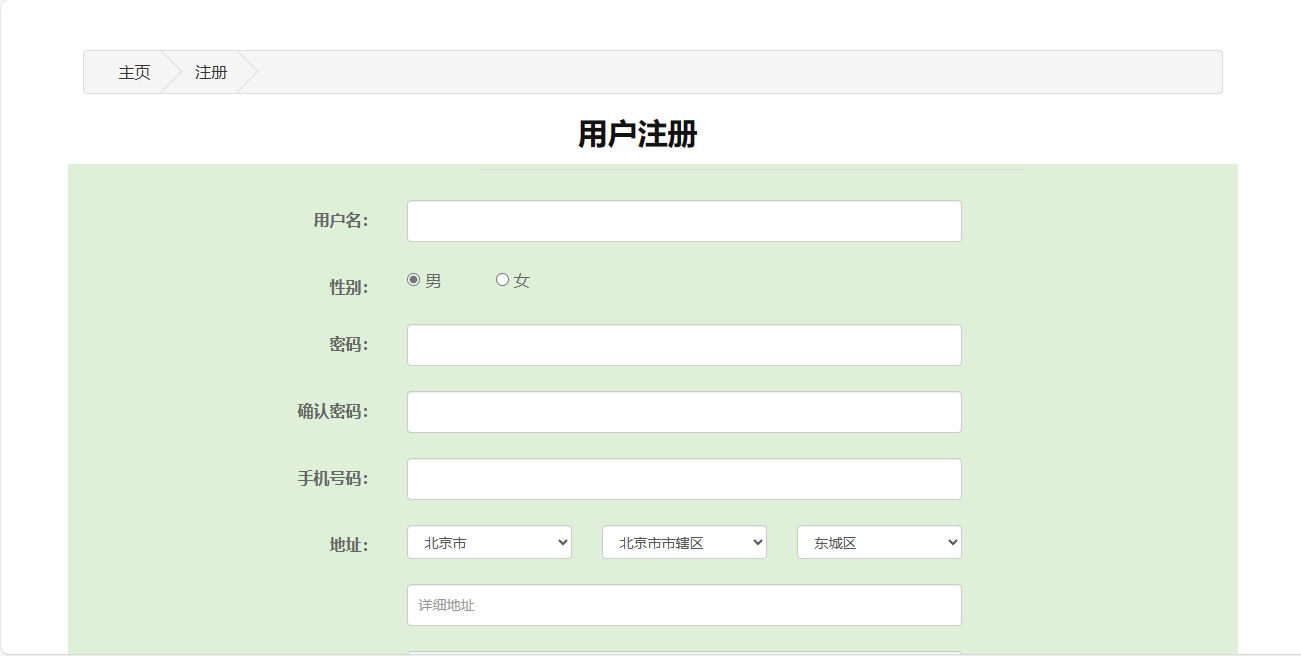 主页 注册
用户注册
用户名：
性别： 男 女
密码：
确认密码：
手机号码：
地址： 北京市 北京市市辖区 东城区
详细地址